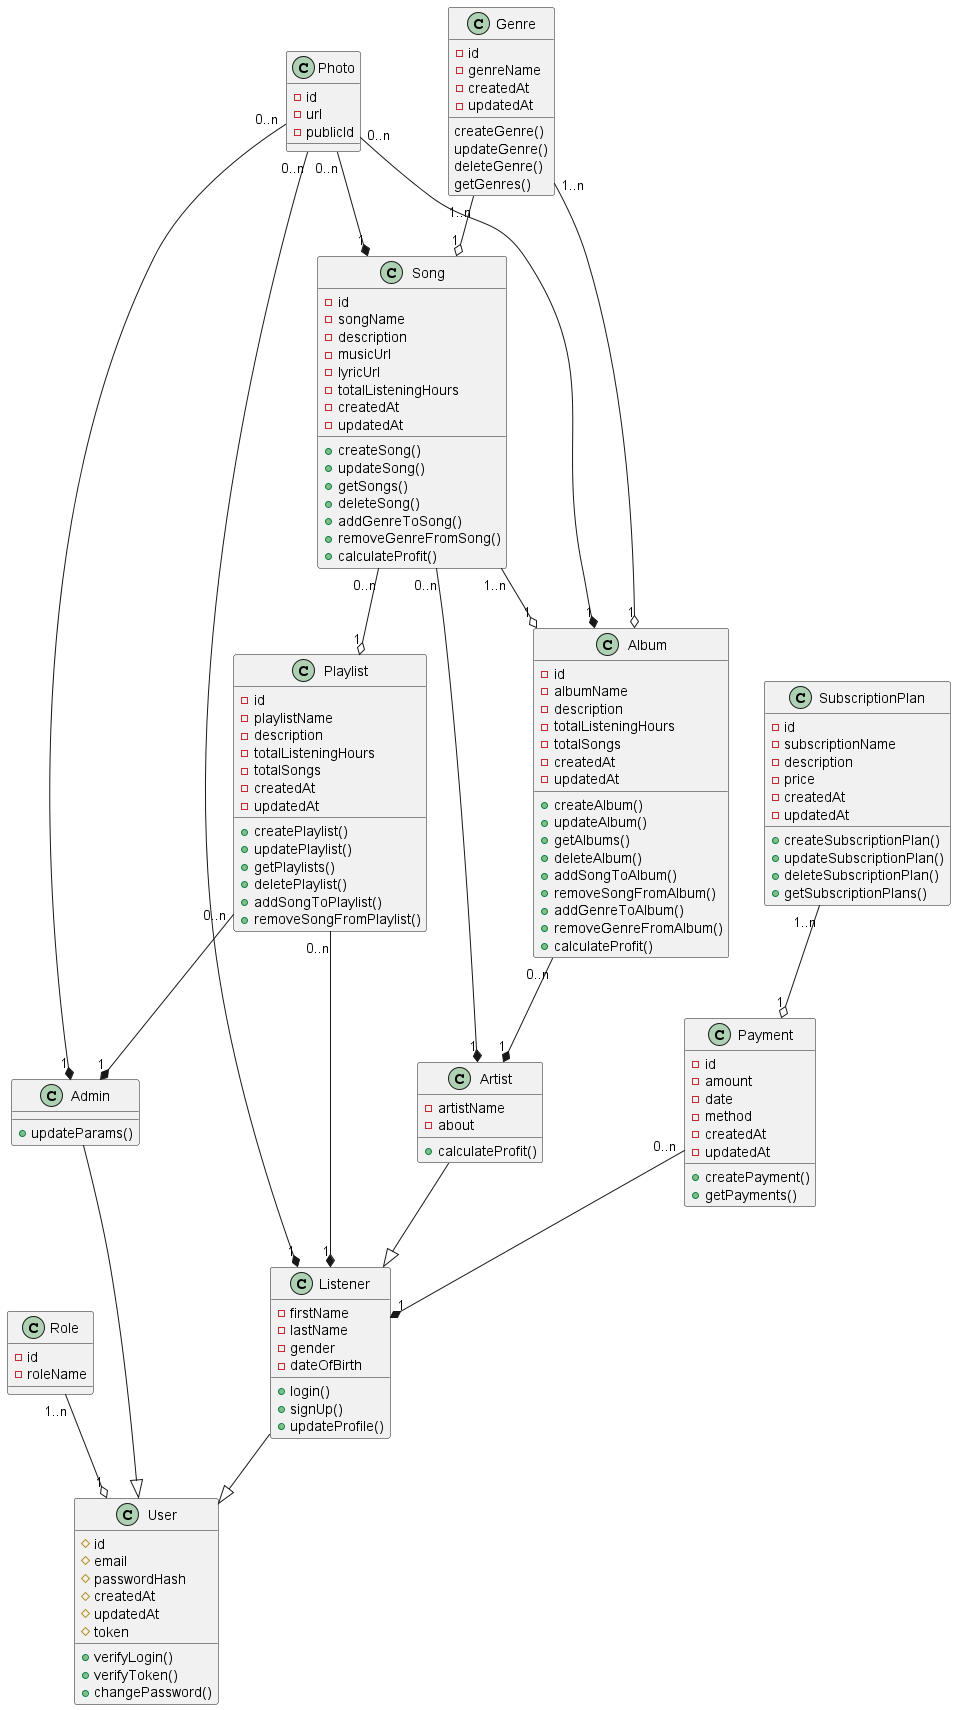 C Genre
id
genreName
createdAt
updatedAt
createGenre()
updateGenre()
deleteGenre()
getGenres()
C Photo
id
url
publicId
0..n
0..n
0..n
0..n
1..n
1..n
1
1
C Song
id
songName
description
musicUrl
lyricUrl
totalListeningHours
createdAt
updatedAt
createSong()
updateSong()
getSongs()
deleteSong()
addGenreToSong()
removeGenreFromSong()
calculateProfit()
0..n
0..n
1..n
1
1
1
1
C Playlist
id
playlistName
description
totalListeningHours
totalSongs
createdAt
updatedAt
createPlaylist()
updatePlaylist()
getPlaylists()
deletePlaylist()
addSongToPlaylist()
removeSongFromPlaylist()
0..n
0..n
C Album
id
albumName
description
totalListeningHours
totalSongs
createdAt
updatedAt
createAlbum()
updateAlbum()
getAlbums()
deleteAlbum()
addSongToAlbum()
removeSongFromAlbum()
addGenreToAlbum()
removeGenreFromAlbum()
calculateProfit()
0..n
C SubscriptionPlan
id
subscriptionName
description
price
createdAt
updatedAt
createSubscriptionPlan()
updateSubscriptionPlan()
deleteSubscriptionPlan()
getSubscriptionPlans()
1..n
1
C Payment
id
amount
date
method
createdAt
updatedAt
createPayment()
getPayments()
0..n
1
1
C Admin
updateParams()
1
1
C Artist
artistName
about
calculateProfit()
1
1
1
C Listener
firstName
lastName
gender
dateOfBirth
login()
signUp()
updateProfile()
C Role
id
roleName
1..n
1
C User
id
email
passwordHash
createdAt
updatedAt
token
verifyLogin()
verifyToken()
changePassword()